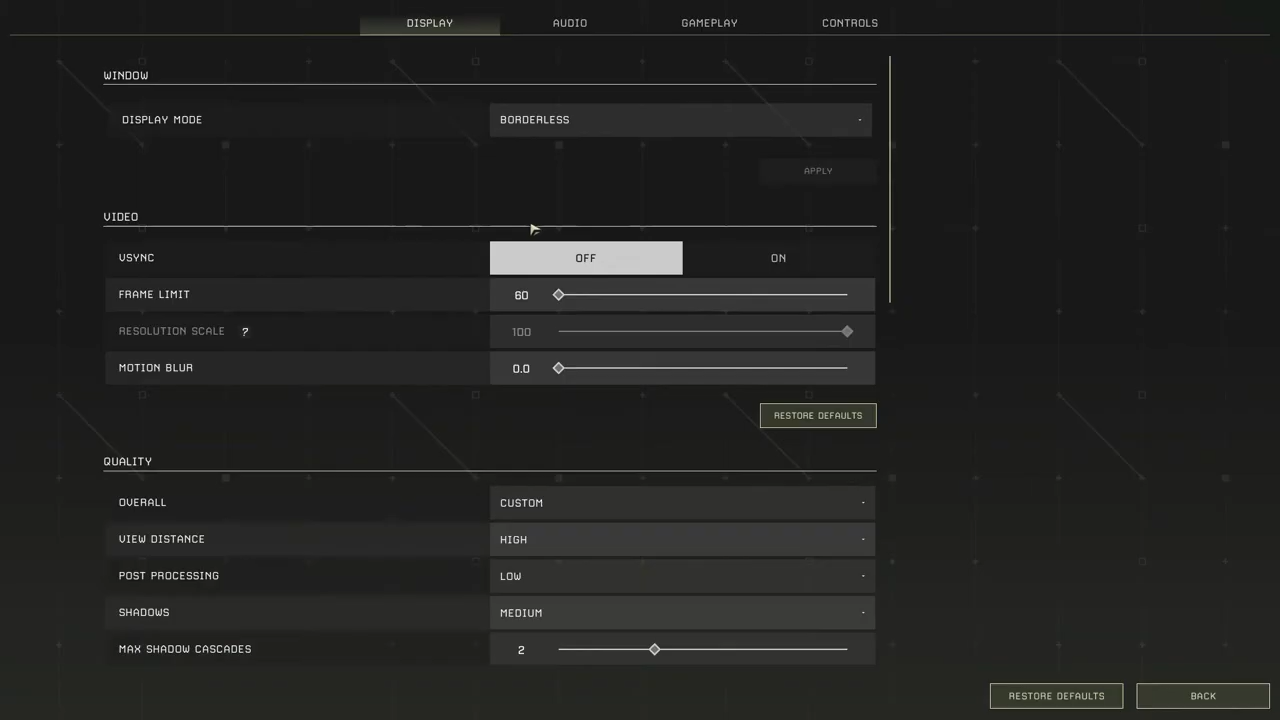 DISPLAY AUDIO GAMEPLAY CONTROLS
WINDOW
DISPLAY MODE BORDERLESS
APPLY
VIDEO
VSYNC OFF ON
FRAME LIMIT 60
RESOLUTION SCALE ? 100
MOTION BLUR 0.0
RESTORE DEFAULTS
QUALITY
OVERALL CUSTOM
VIEW DISTANCE HIGH
POST PROCESSING LOW
SHADOWS MEDIUM
MAX SHADOW CASCADES 2
RESTORE DEFAULTS BACK